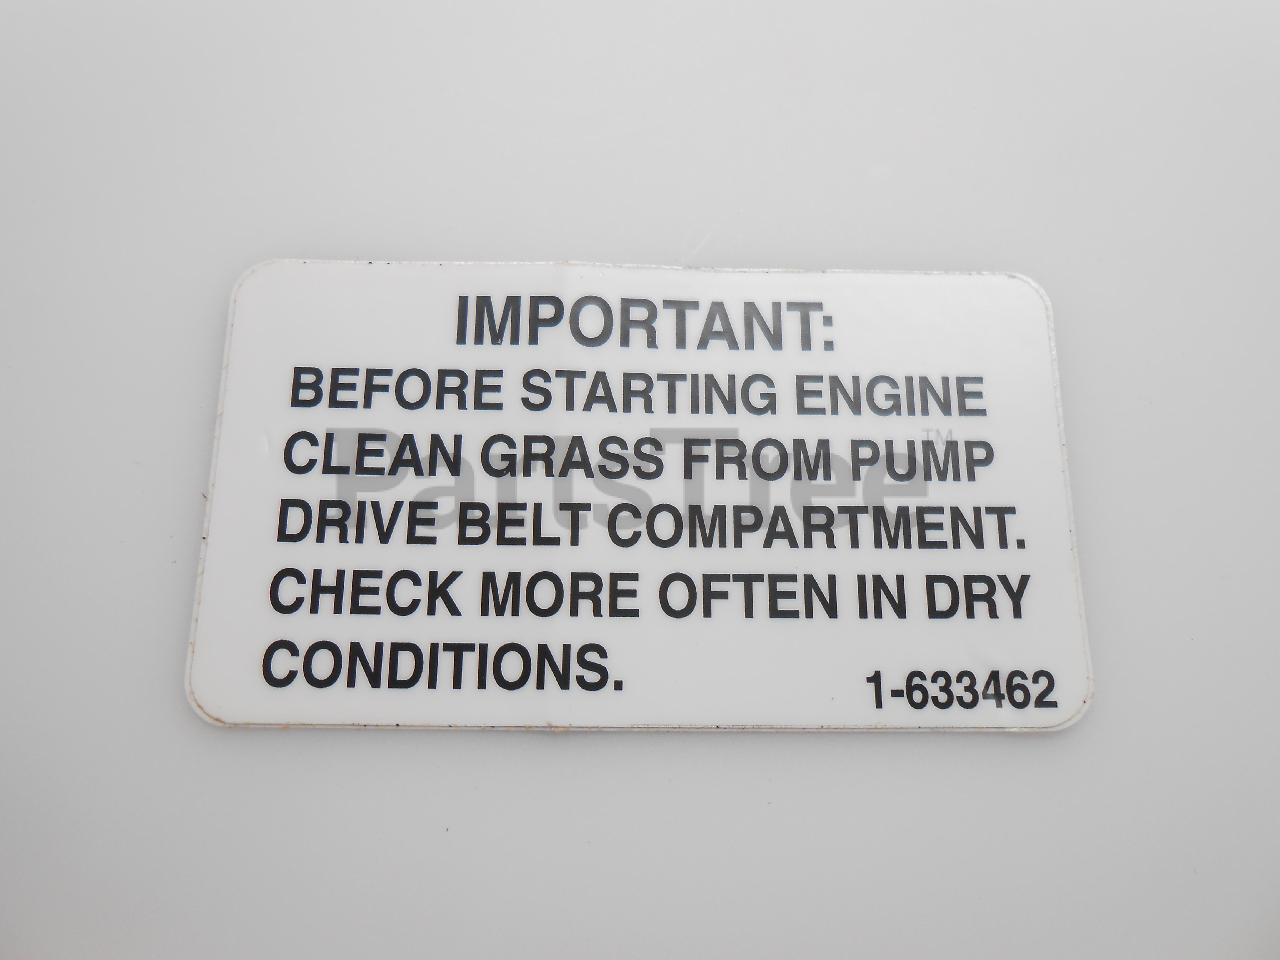 IMPORTANT:
BEFORE STARTING ENGINE
CLEAN GRASS FROM PUMP
DRIVE BELT COMPARTMENT.
CHECK MORE OFTEN IN DRY
CONDITIONS.
1-633462
PartsTree™